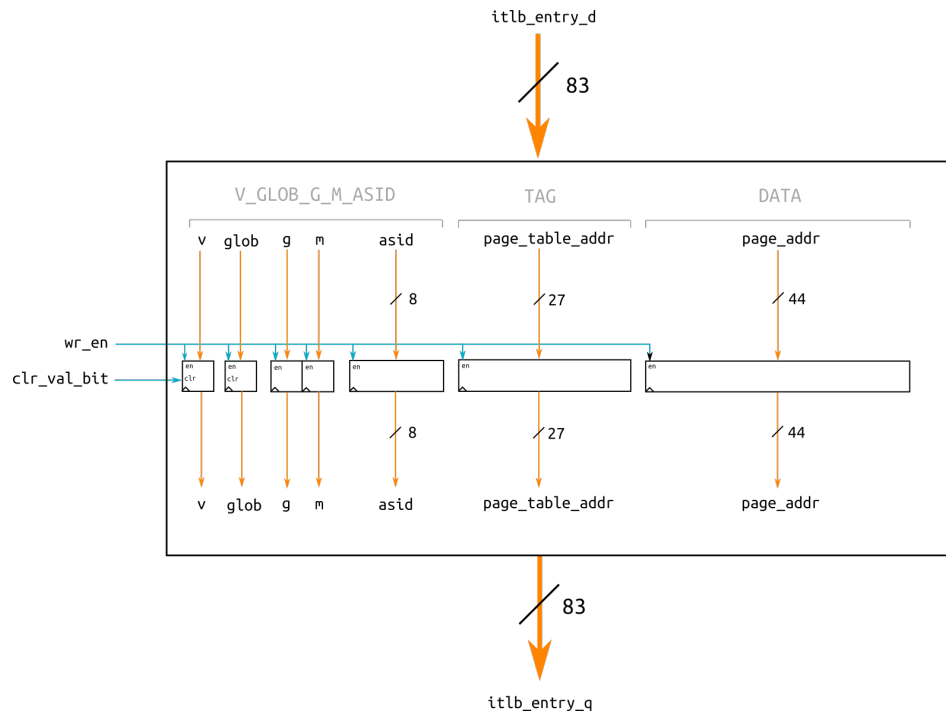 itlb_entry_d
83
V_GLOB_G_M_ASID TAG DATA
v glob g m asid page_table_addr page_addr
8 27 44
wr_en
en en en en en en en
clr_val_bit clr clr
8 27 44
v glob g m asid page_table_addr page_addr
83
itlb_entry_q